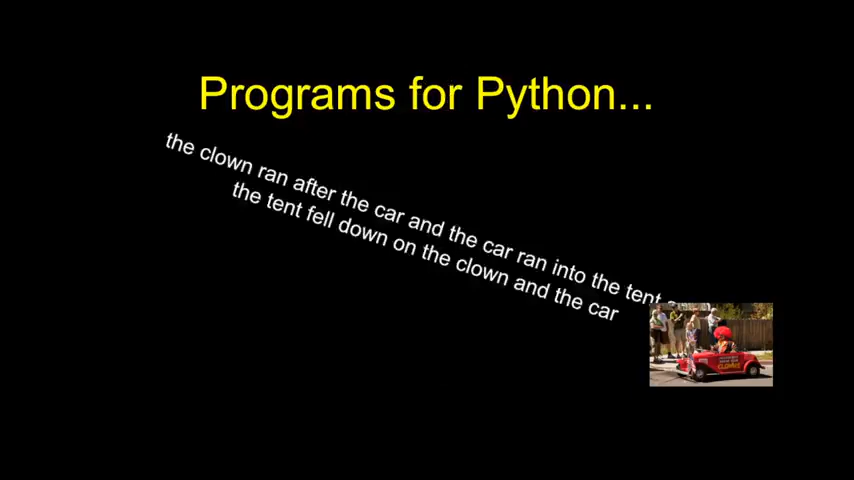 Programs for Python...
the clown ran after the car and the car ran into the tent
the tent fell down on the clown and the car
CLOWNS